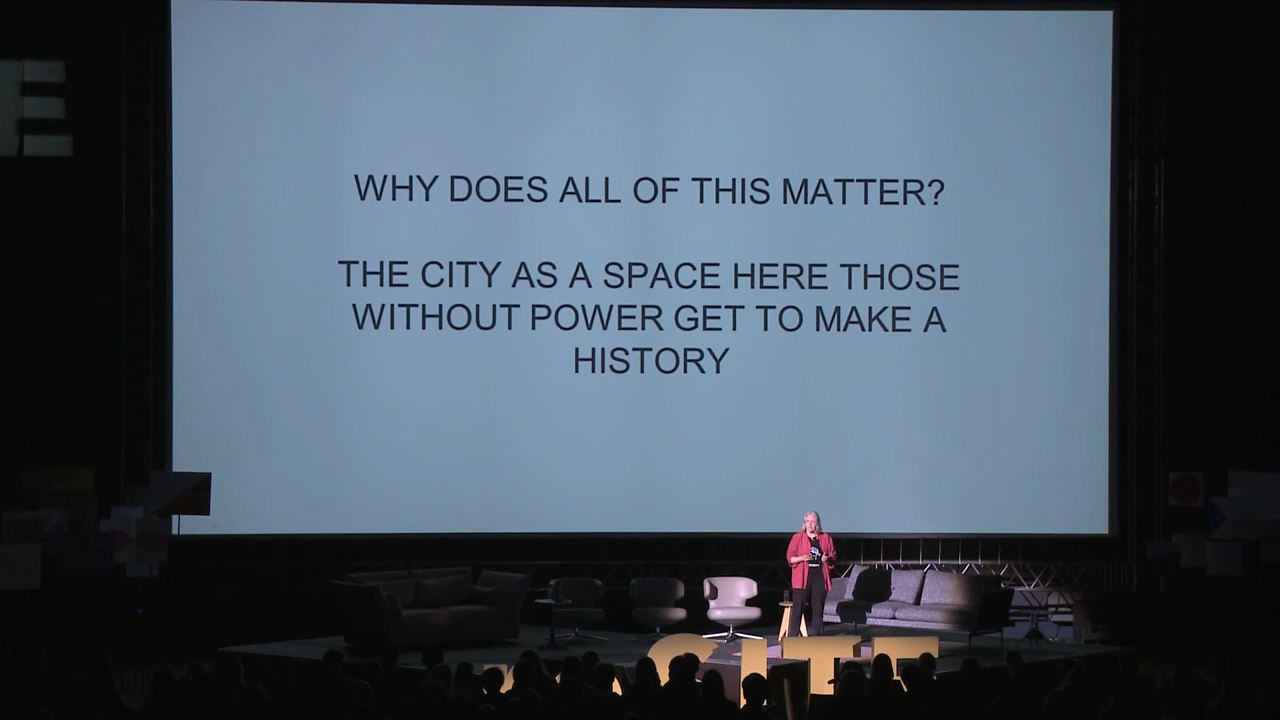 WHY DOES ALL OF THIS MATTER?
THE CITY AS A SPACE HERE THOSE
WITHOUT POWER GET TO MAKE A
HISTORY